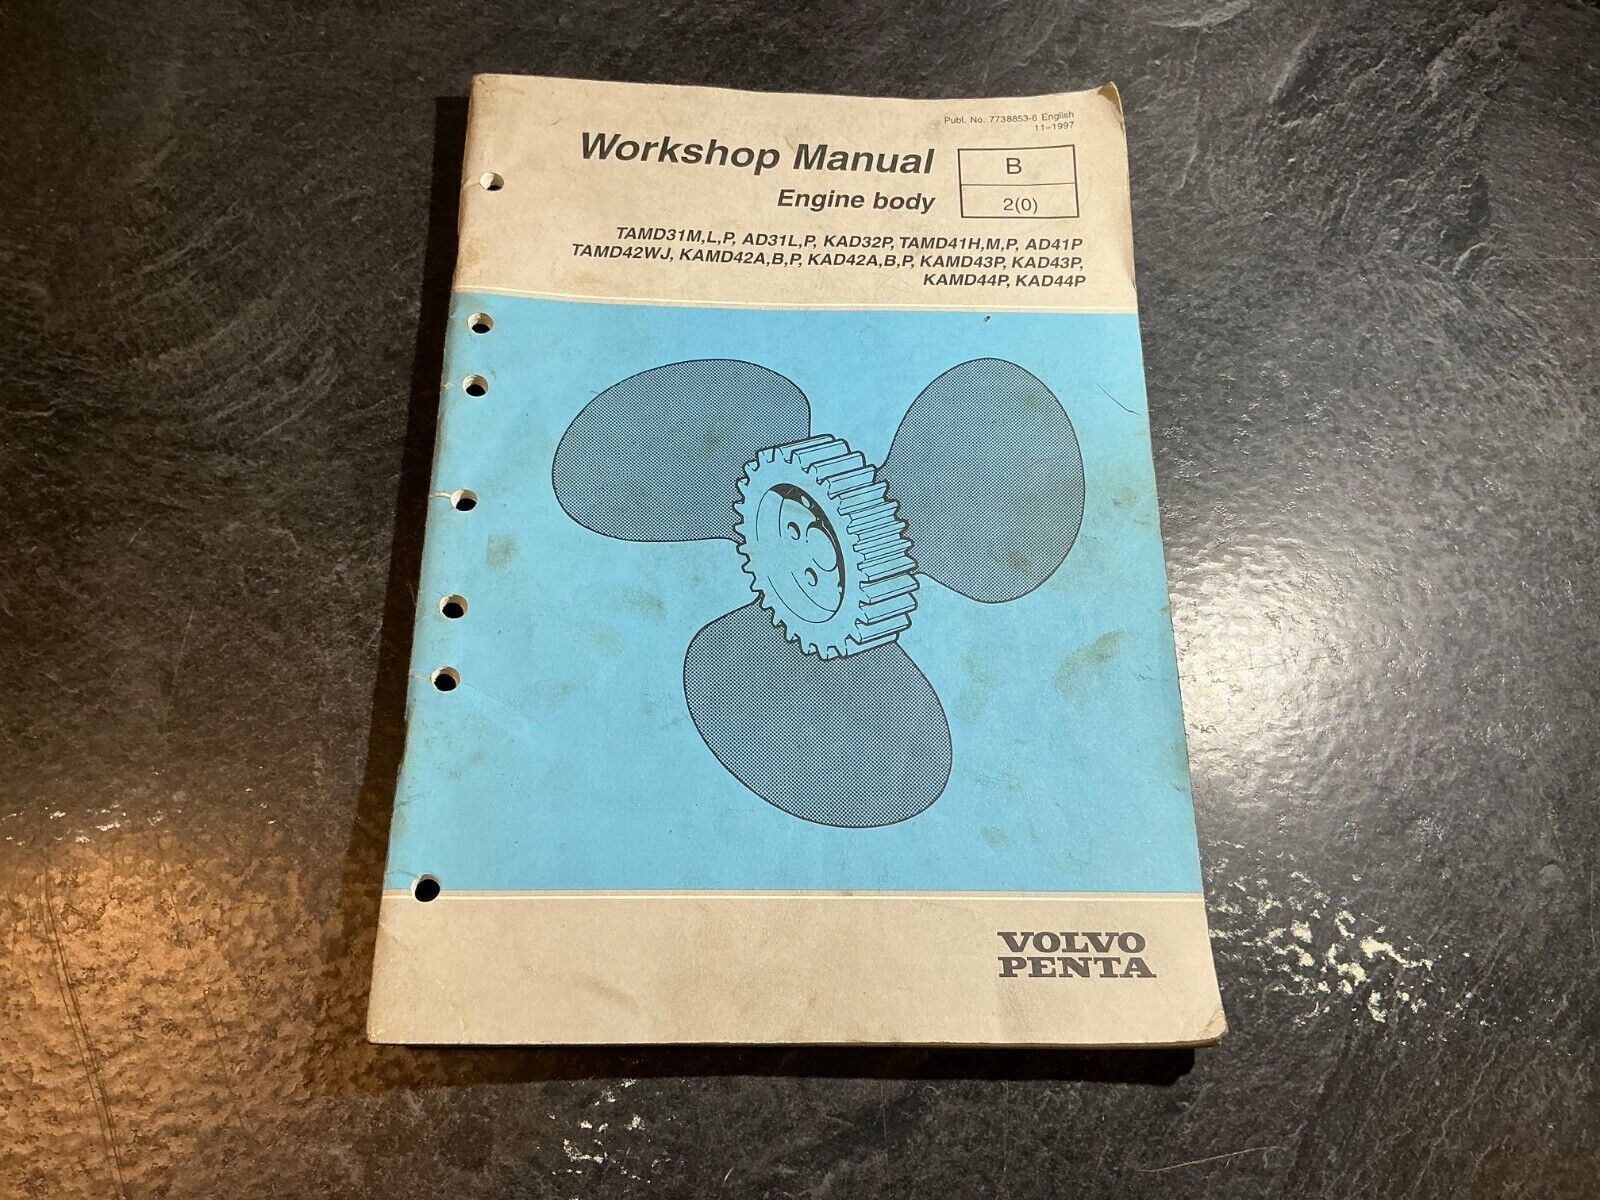 Publ. No. 7738853-6 English
11–1997
Workshop Manual
Engine body
B
2(0)
TAMD31M,L,P, AD31L,P, KAD32P, TAMD41H,M,P, AD41P
TAMD42WJ, KAMD42A,B,P, KAD42A,B,P, KAMD43P, KAD43P,
KAMD44P, KAD44P
VOLVO
PENTA